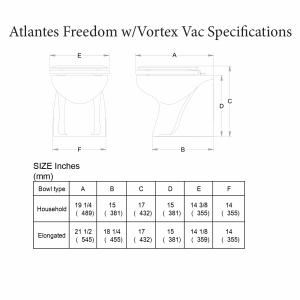 Atlantes Freedom w/Vortex Vac Specifications
E
A
C
D
F
B
SIZE Inches
(mm)
Bowl type A B C D E F
Household 19 1/4 15 17 15 14 3/8 14
( 489) ( 381) ( 432) ( 381) ( 355) ( 355)
Elongated 21 1/2 18 1/4 17 15 14 1/8 14
( 545) ( 455) ( 432) ( 381) ( 359) ( 355)